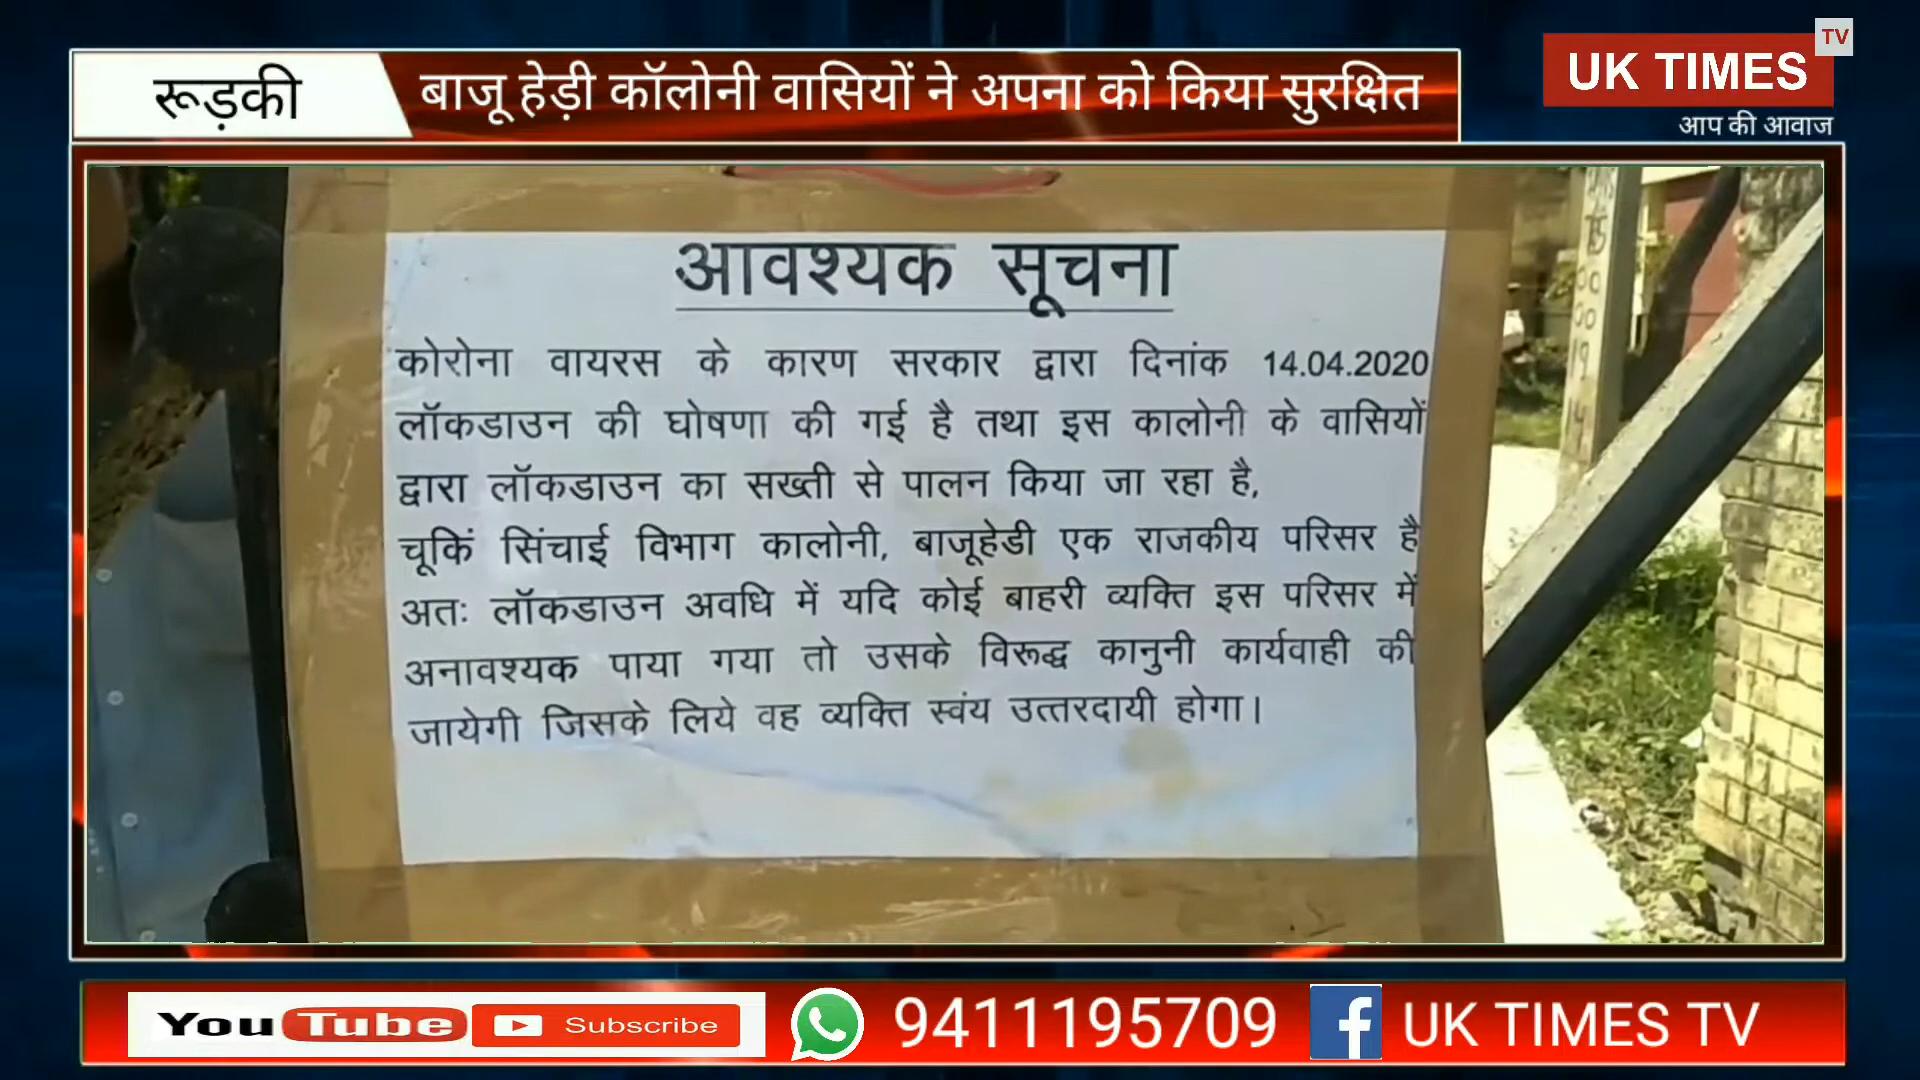 रूड़की
बाजू हेड़ी कॉलोनी वासियों ने अपना को किया सुरक्षित
UK TIMES
TV
आप की आवाज
आवश्यक सूचना
कोरोना वायरस के कारण सरकार द्वारा दिनांक 14.04.2020
लॉकडाउन की घोषणा की गई है तथा इस कालोनी के वासियों
द्वारा लॉकडाउन का सख्ती से पालन किया जा रहा है,
चूकिं सिंचाई विभाग कालोनी, बाजूहेडी एक राजकीय परिसर है
अतः लॉकडाउन अवधि में यदि कोई बाहरी व्यक्ति इस परिसर में
अनावश्यक पाया गया तो उसके विरूद्ध कानुनी कार्यवाही की
जायेगी जिसके लिये वह व्यक्ति स्वंय उत्तरदायी होगा।
YouTube Subscribe
9411195709
UK TIMES TV